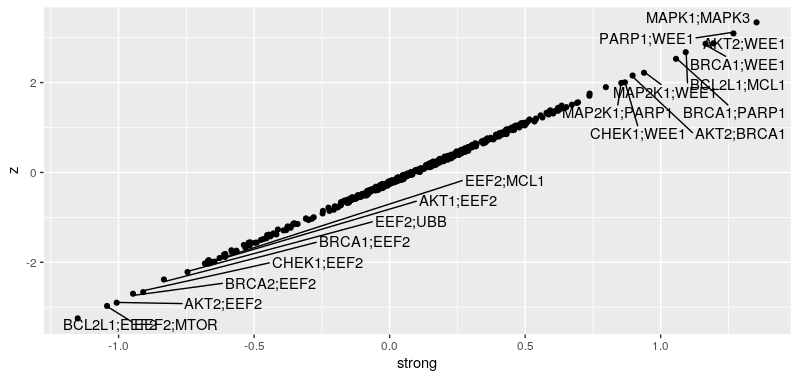 MAPK1;MAPK3
PARP1;WEE1
AKT2;WEE1
BRCA1;WEE1
BCL2L1;MCL1
MAP2K1;WEE1
MAP2K1;PARP1
BRCA1;PARP1
CHEK1;WEE1
AKT2;BRCA1
EEF2;MCL1
AKT1;EEF2
EEF2;UBB
BRCA1;EEF2
CHEK1;EEF2
BRCA2;EEF2
AKT2;EEF2
BCL2L1;EEF2
EEF2;MTOR
z
2
0
-2
-1.0
-0.5
0.0
0.5
1.0
strong